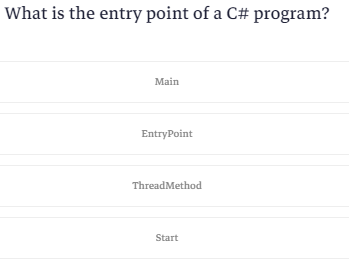 What is the entry point of a C# program?
Main
EntryPoint
ThreadMethod
Start